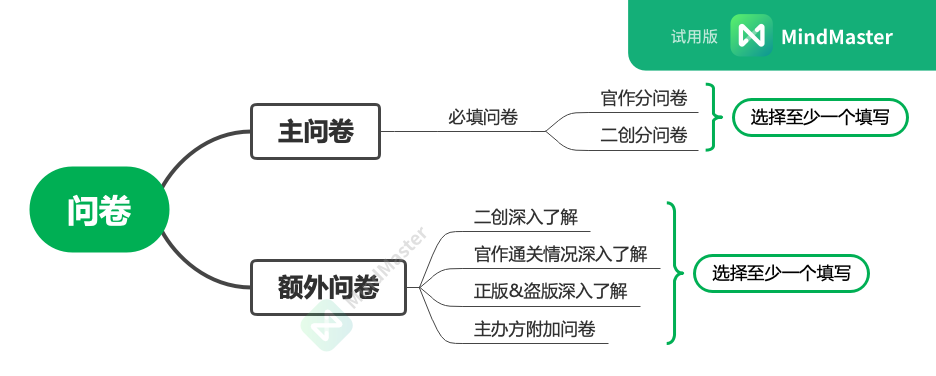 试用版 MindMaster
问卷
主问卷
必填问卷
官作分问卷
二创分问卷
选择至少一个填写
额外问卷
二创深入了解
官作通关情况深入了解
正版&盗版深入了解
主办方附加问卷
选择至少一个填写
MindMaster